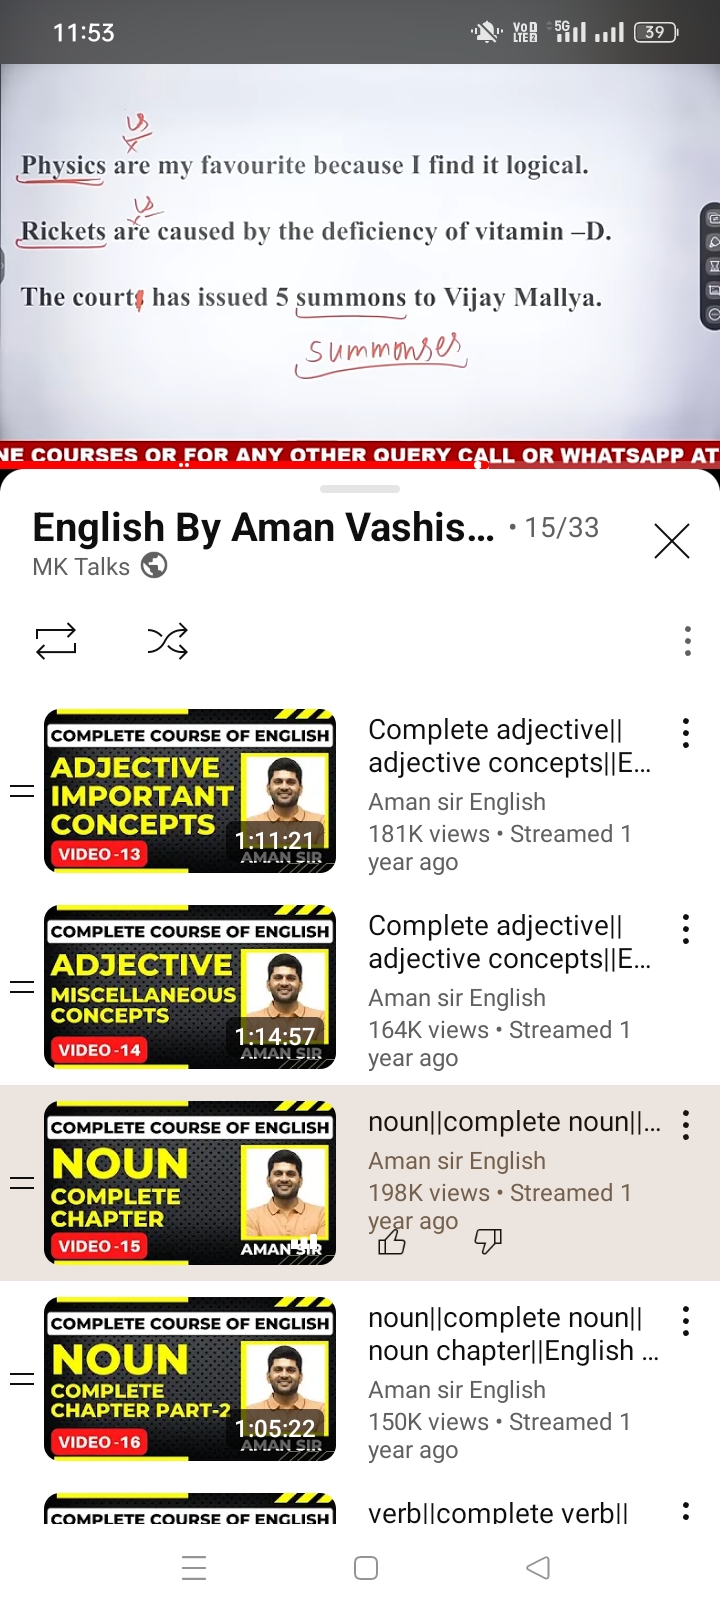 11:53
VoD
LTE2
5G
39
is
x
Physics are my favourite because I find it logical.
is
x
Rickets are caused by the deficiency of vitamin –D.
The courts has issued 5 summons to Vijay Mallya.
summonses
NE COURSES OR FOR ANY OTHER QUERY CALL OR WHATSAPP AT
English By Aman Vashis... • 15/33
MK Talks
COMPLETE COURSE OF ENGLISH
ADJECTIVE
IMPORTANT
CONCEPTS
VIDEO -13
1:11:21
AMAN SIR
Complete adjective||
adjective concepts||E...
Aman sir English
181K views • Streamed 1
year ago
COMPLETE COURSE OF ENGLISH
ADJECTIVE
MISCELLANEOUS
CONCEPTS
VIDEO -14
1:14:57
AMAN SIR
Complete adjective||
adjective concepts||E...
Aman sir English
164K views • Streamed 1
year ago
COMPLETE COURSE OF ENGLISH
NOUN
COMPLETE
CHAPTER
VIDEO -15
AMAN SIR
noun||complete noun||...
Aman sir English
198K views • Streamed 1
year ago
COMPLETE COURSE OF ENGLISH
NOUN
COMPLETE
CHAPTER PART-2
VIDEO -16
1:05:22
AMAN SIR
noun||complete noun||
noun chapter||English ...
Aman sir English
150K views • Streamed 1
year ago
COMPLETE COURSE OF ENGLISH
verb||complete verb||